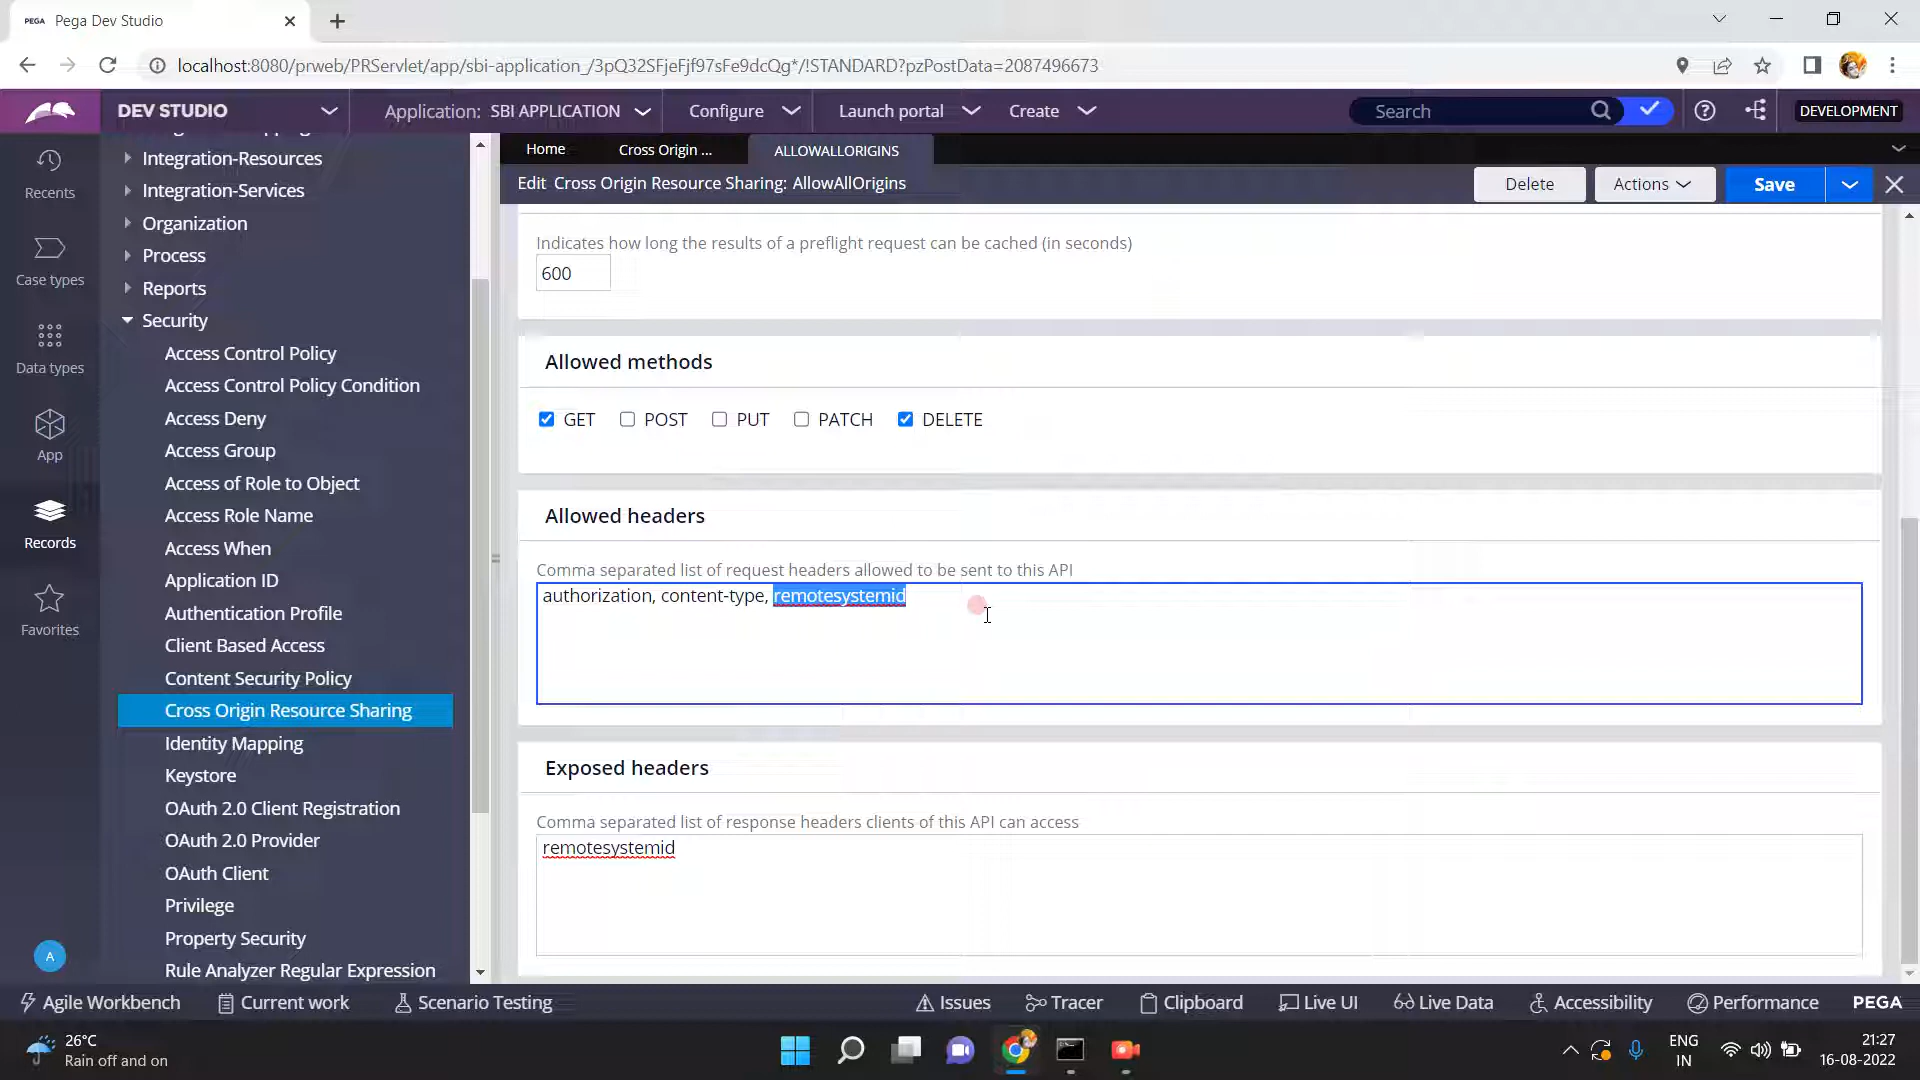 PEGA Pega Dev Studio
localhost:8080/prweb/PRServlet/app/sbi-application_/3pQ32SFjeFjf97sFe9dcQg*/!STANDARD?pzPostData=2087496673
DEV STUDIO Application: SBI APPLICATION Configure Launch portal Create Search DEVELOPMENT
Recents
Case types
Data types
App
Records
Favorites
A
Integration-Resources
Integration-Services
Organization
Process
Reports
Security
Access Control Policy
Access Control Policy Condition
Access Deny
Access Group
Access of Role to Object
Access Role Name
Access When
Application ID
Authentication Profile
Client Based Access
Content Security Policy
Cross Origin Resource Sharing
Identity Mapping
Keystore
OAuth 2.0 Client Registration
OAuth 2.0 Provider
OAuth Client
Privilege
Property Security
Rule Analyzer Regular Expression
Home Cross Origin ... ALLOWALLORIGINS
Edit Cross Origin Resource Sharing: AllowAllOrigins Delete Actions Save
Indicates how long the results of a preflight request can be cached (in seconds)
600
Allowed methods
GET POST PUT PATCH DELETE
Allowed headers
Comma separated list of request headers allowed to be sent to this API
authorization, content-type, remotesystemid
Exposed headers
Comma separated list of response headers clients of this API can access
remotesystemid
Agile Workbench Current work Scenario Testing Issues Tracer Clipboard Live UI Live Data Accessibility Performance PEGA
26°C
Rain off and on
ENG
IN
21:27
16-08-2022